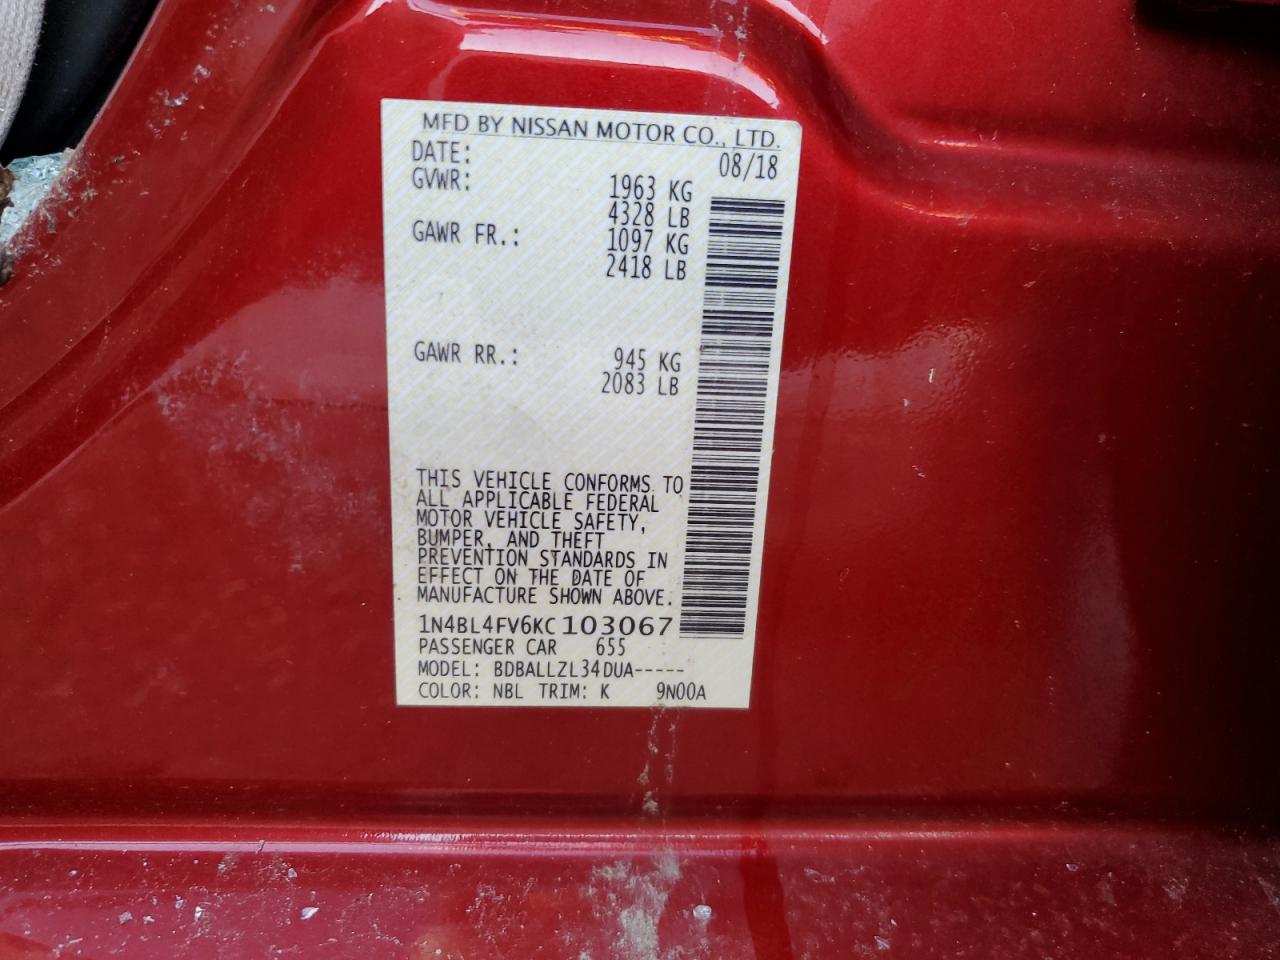 MFD BY NISSAN MOTOR CO., LTD.
DATE: 08/18
GVWR: 1963 KG
4328 LB
GAWR FR.: 1097 KG
2418 LB
GAWR RR.: 945 KG
2083 LB
THIS VEHICLE CONFORMS TO
ALL APPLICABLE FEDERAL
MOTOR VEHICLE SAFETY,
BUMPER, AND THEFT
PREVENTION STANDARDS IN
EFFECT ON THE DATE OF
MANUFACTURE SHOWN ABOVE.
1N4BL4FV6KC103067
PASSENGER CAR 655
MODEL: BDBALLZL34DUA-----
COLOR: NBL TRIM: K 9N00A